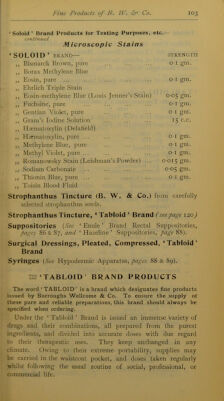 Fine Products of B. W. & Co. 103
'Soloid' Brand Products for Testing Purposes, etc.—
continued
Microscopic Stains
'SOLOID' BRAND— STRENGTH
„ Bismarck Brown, pure 0·1 gm.
„ Borax Methylene Blue
„ Eosin, pure ... 0·1 gm.
„ Ehrlich Triple Stain
„ Eosin-methylene Blue (Louis Jenner's Stain) 0·05 gm.
„ Fuchsine, pure ... 0·1 gm.
„ Gentian Violet, pure 0·1 gm.
„ Gram's Iodine Solution 15 c.c.
„ Hæmatoxylin (Delafield)
„ Hæmatoxylin, pure ... 0·1 gm.
„ Methylene Blue, pure 0·1 gm.
„ Methyl Violet, pure ... 0·1 gm.
„ Romanowsky Stain (Leishman's Powder) ... 0·015 gm.
„ Sodium Carbonate ... 0·05 gm.
„ Thionin Blue, pure ... 0·1 gm.
„ Toisin Blood Fluid
Strophanthus Tincture (B. W. & Co.) from carefully
selected strophanthus seeds.
Strophanthus Tincture, 'Tabloid' Brand (see page 120)
Suppositories (See 'Enule' Brand Rectal Suppositories,
pages 86 & 87, and 'Hazeline' Suppositories, page 88).
Surgical Dressings, Pleated, Compressed, 'Tabloid'
Brand
Syringes (See Hypodermic Apparatus, pages 88 & 89).
'TABLOID' BRAND PRODUCTS
The word 'TABLOID' is a brand which designates fine products
issued by Burroughs Wellcome & Co. To ensure the supply of
these pure and reliable preparations, this brand should always be
specified when ordering.
Under the 'Tabloid' Brand is issued an immense variety of
drugs and their combinations, all prepared from the purest
ingredients, and divided into accurate doses with due regard
to their therapeutic uses. They keep unchanged in any
climate. Owing to their extreme portability, supplies may
be carried in the waistcoat pocket, and doses taken regularly
whilst following the usual routine of social, professional, or
commercial life.